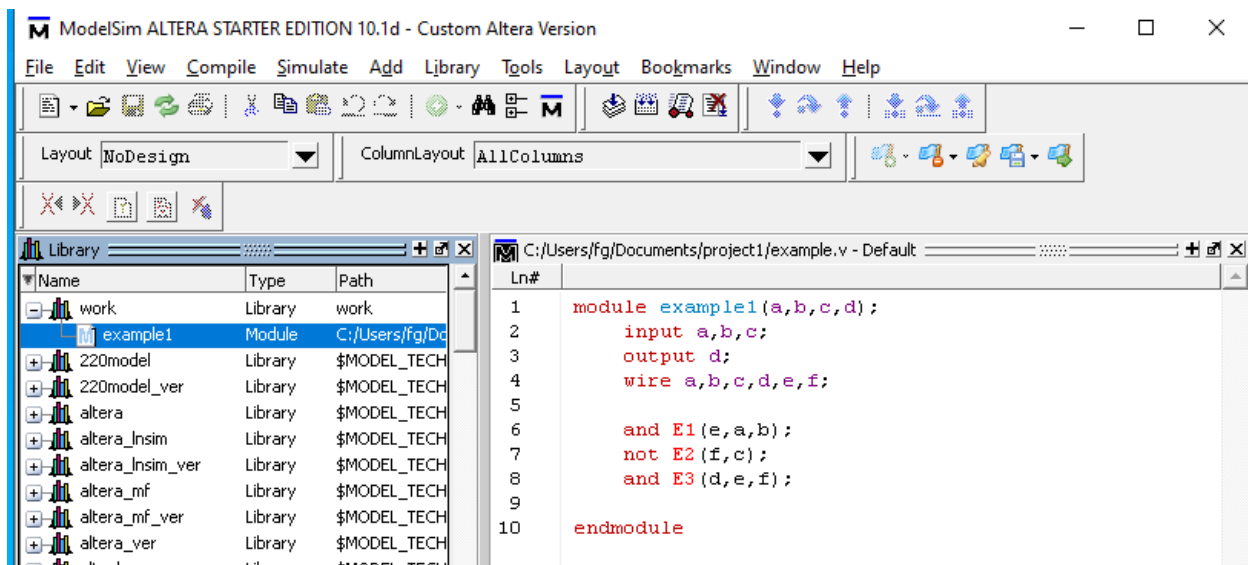 ModelSim ALTERA STARTER EDITION 10.1d - Custom Altera Version
File Edit View Compile Simulate Add Library Tools Layout Bookmarks Window Help
Layout NoDesign ColumnLayout AllColumns
Library
Name Type Path
work Library work
example1 Module C:/Users/fg/Do
220model Library $MODEL_TECH
220model_ver Library $MODEL_TECH
altera Library $MODEL_TECH
altera_lnsim Library $MODEL_TECH
altera_lnsim_ver Library $MODEL_TECH
altera_mf Library $MODEL_TECH
altera_mf_ver Library $MODEL_TECH
altera_ver Library $MODEL_TECH
C:/Users/fg/Documents/project1/example.v - Default
Ln#
1 module example1(a,b,c,d);
2 input a,b,c;
3 output d;
4 wire a,b,c,d,e,f;
5
6 and E1(e,a,b);
7 not E2(f,c);
8 and E3(d,e,f);
9
10 endmodule